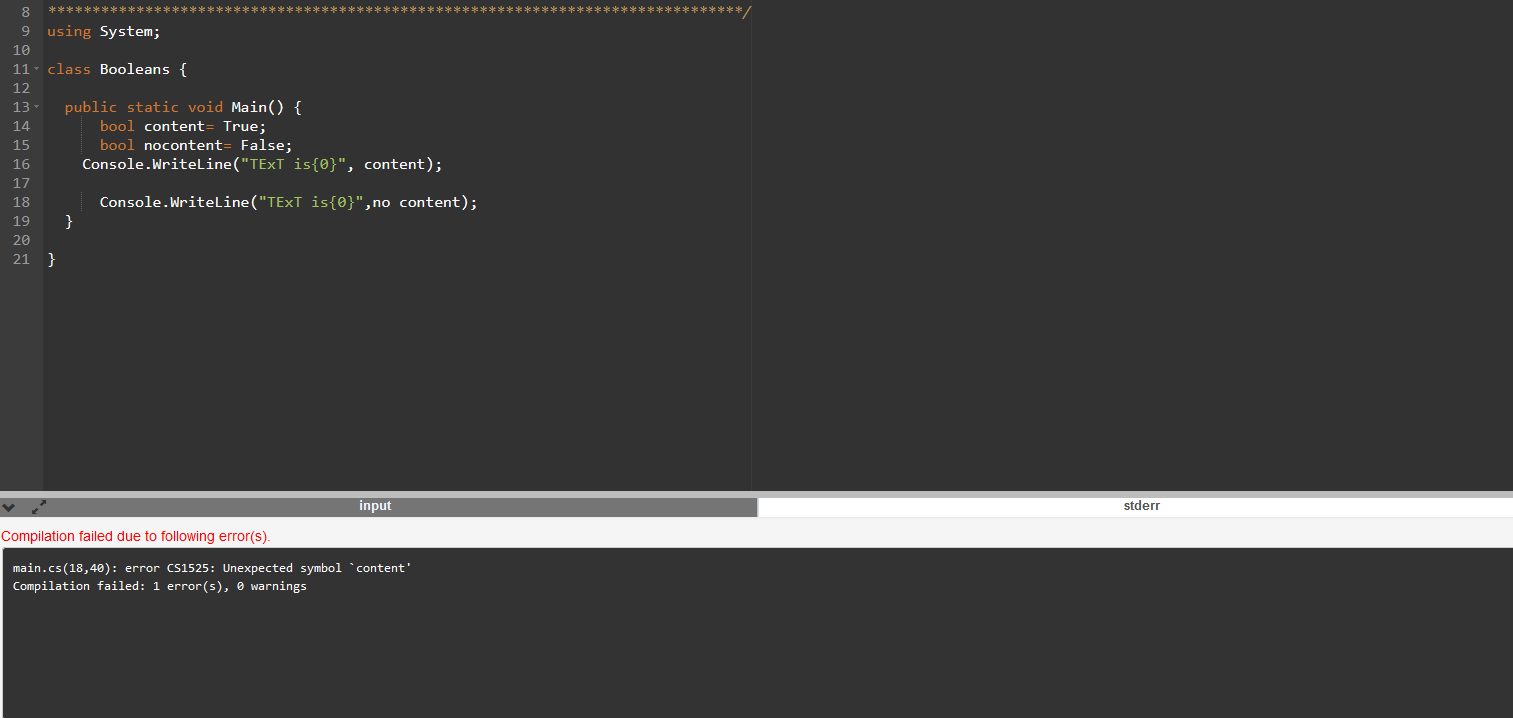 8 *******************************************************************************/
9 using System;
10
11 class Booleans {
12
13 public static void Main() {
14 bool content= True;
15 bool nocontent= False;
16 Console.WriteLine("TExT is{0}", content);
17
18 Console.WriteLine("TExT is{0}",no content);
19 }
20
21 }
input stderr
Compilation failed due to following error(s).
main.cs(18,40): error CS1525: Unexpected symbol `content'
Compilation failed: 1 error(s), 0 warnings